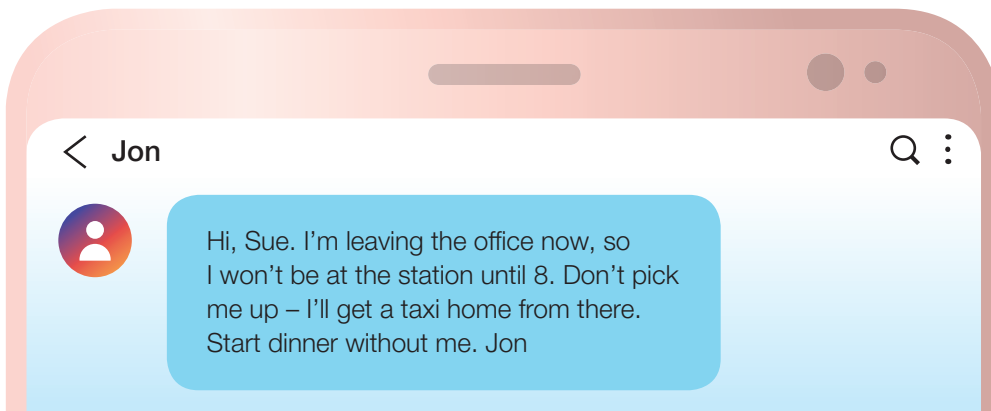 Jon
Hi, Sue. I’m leaving the office now, so
I won’t be at the station until 8. Don’t pick
me up – I’ll get a taxi home from there.
Start dinner without me. Jon